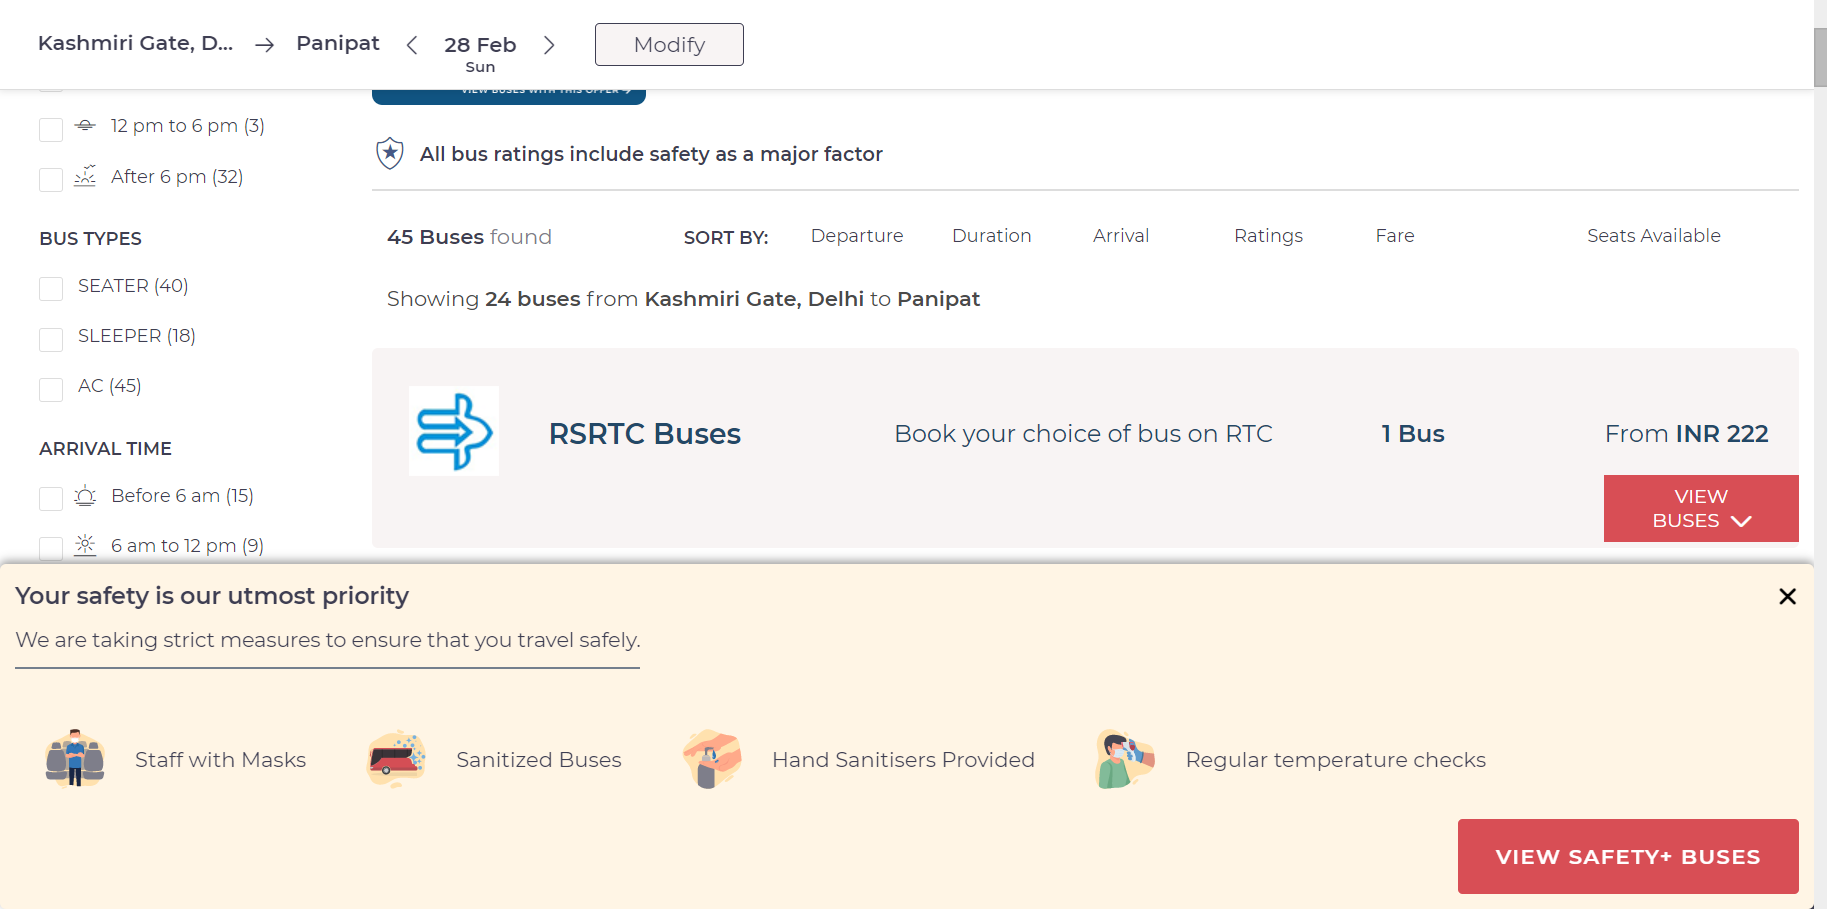 Kashmiri Gate, D... → Panipat < 28 Feb > Modify
Sun
VIEW BUSES WITH THIS OFFER →
12 pm to 6 pm (3)
After 6 pm (32)
BUS TYPES
SEATER (40)
SLEEPER (18)
AC (45)
ARRIVAL TIME
Before 6 am (15)
6 am to 12 pm (9)
All bus ratings include safety as a major factor
45 Buses found SORT BY: Departure Duration Arrival Ratings Fare Seats Available
Showing 24 buses from Kashmiri Gate, Delhi to Panipat
RSRTC Buses Book your choice of bus on RTC 1 Bus From INR 222
VIEW
BUSES
Your safety is our utmost priority
We are taking strict measures to ensure that you travel safely.
Staff with Masks Sanitized Buses Hand Sanitisers Provided Regular temperature checks
VIEW SAFETY+ BUSES